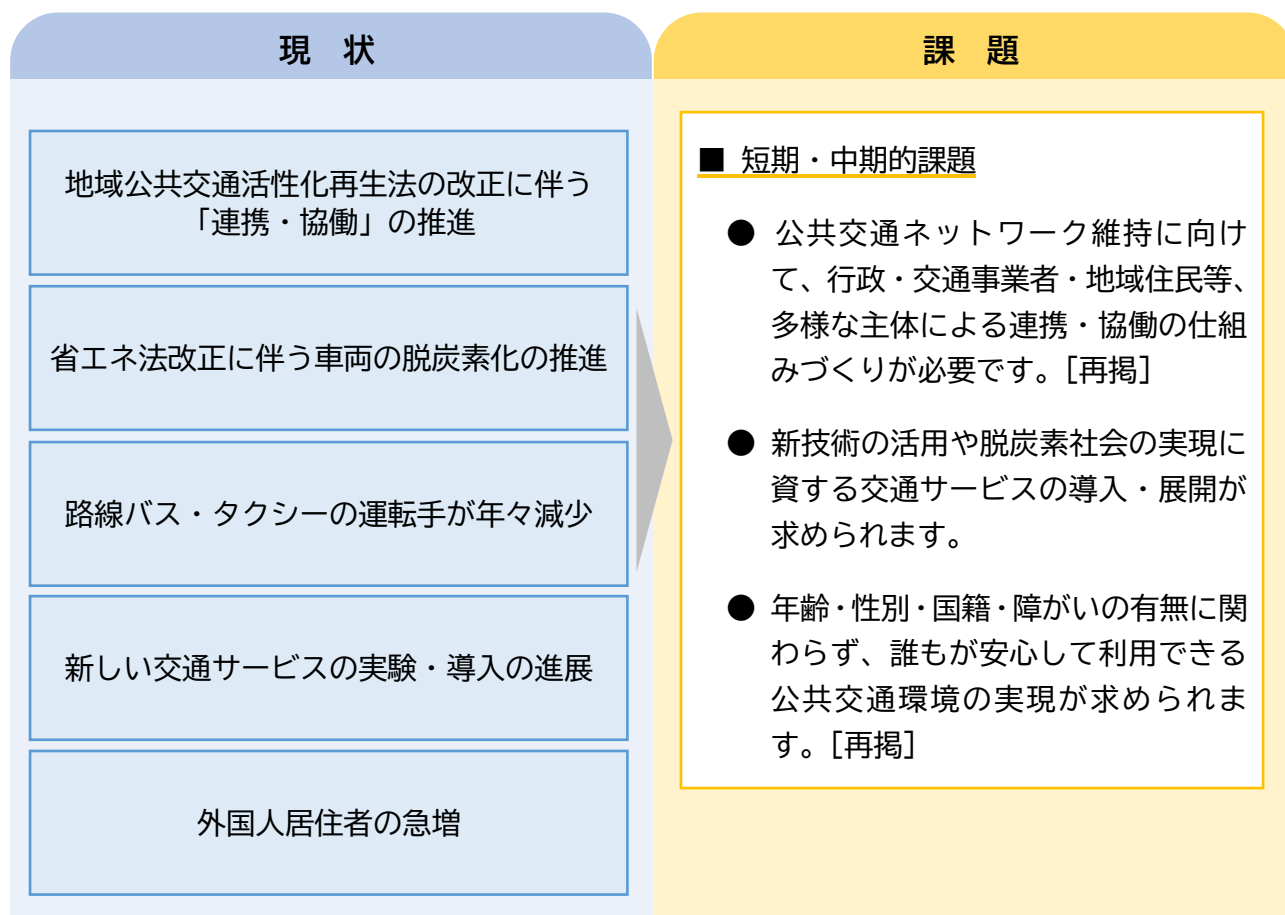 現 状
地域公共交通活性化再生法の改正に伴う
「連携・協働」の推進
省エネ法改正に伴う車両の脱炭素化の推進
路線バス・タクシーの運転手が年々減少
新しい交通サービスの実験・導入の進展
外国人居住者の急増
課 題
■ 短期・中期的課題
● 公共交通ネットワーク維持に向け
て、行政・交通事業者・地域住民等、
多様な主体による連携・協働の仕組
みづくりが必要です。［再掲］
● 新技術の活用や脱炭素社会の実現に
資する交通サービスの導入・展開が
求められます。
● 年齢・性別・国籍・障がいの有無に関
わらず、誰もが安心して利用できる
公共交通環境の実現が求められま
す。［再掲］